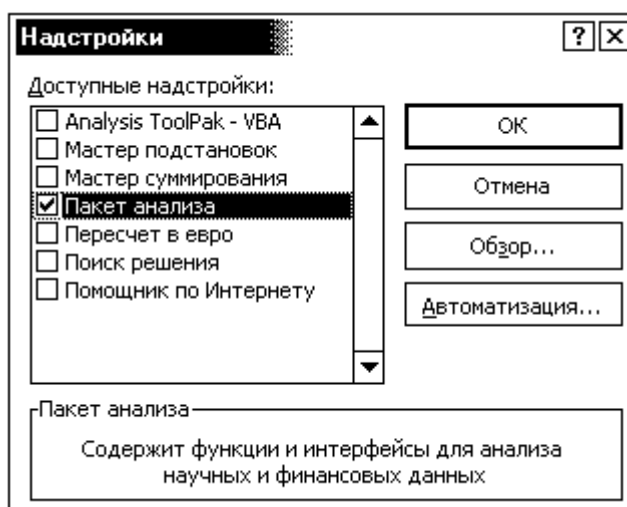 Надстройки
Доступные надстройки:
Analysis ToolPak - VBA
Мастер подстановок
Мастер суммирования
Пакет анализа
Пересчет в евро
Поиск решения
Помощник по Интернету
ОК
Отмена
Обзор...
Автоматизация...
Пакет анализа
Содержит функции и интерфейсы для анализа
научных и финансовых данных